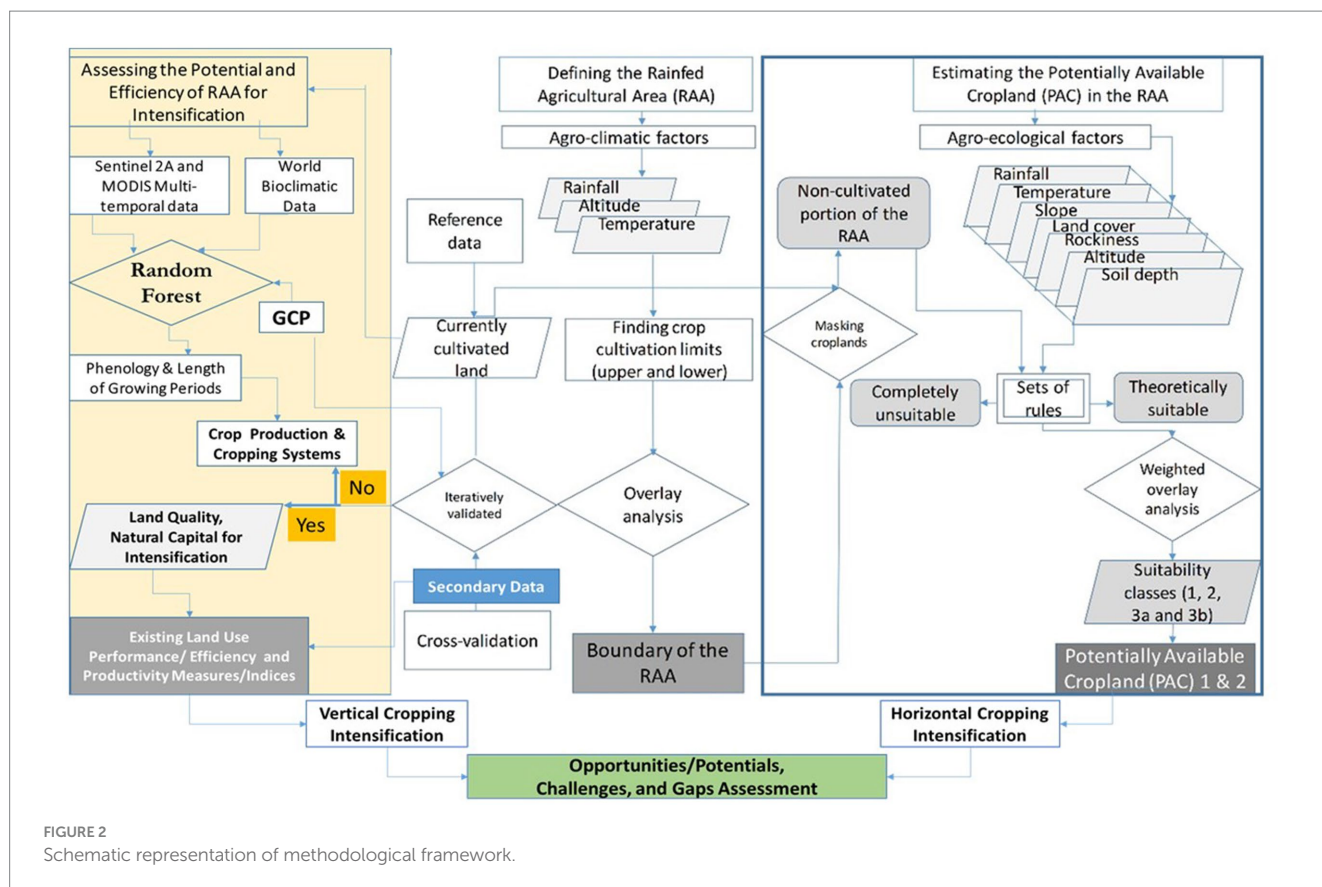 Assessing the Potential and
Efficiency of RAA for
Intensification
Sentinel 2A and
MODIS Multi-
temporal data
World
Bioclimatic
Data
Random
Forest
GCP
Phenology & Length
of Growing Periods
Crop Production &
Cropping Systems
No
Yes
Land Quality,
Natural Capital for
Intensification
Existing Land Use
Performance/ Efficiency and
Productivity Measures/Indices
Defining the Rainfed
Agricultural Area (RAA)
Agro-climatic factors
Rainfall
Altitude
Temperature
Reference
data
Currently
cultivated
land
Finding crop
cultivation limits
(upper and lower)
Iteratively
validated
Overlay
analysis
Secondary Data
Cross-validation
Boundary of the
RAA
Estimating the Potentially Available
Cropland (PAC) in the RAA
Agro-ecological factors
Rainfall
Temperature
Slope
Land cover
Rockiness
Altitude
Soil depth
Non-cultivated
portion of the
RAA
Masking
croplands
Completely
unsuitable
Sets of
rules
Theoretically
suitable
Weighted
overlay
analysis
Suitability
classes (1, 2,
3a and 3b)
Potentially Available
Cropland (PAC) 1 & 2
Vertical Cropping
Intensification
Horizontal Cropping
Intensification
Opportunities/Potentials,
Challenges, and Gaps Assessment
FIGURE 2
Schematic representation of methodological framework.